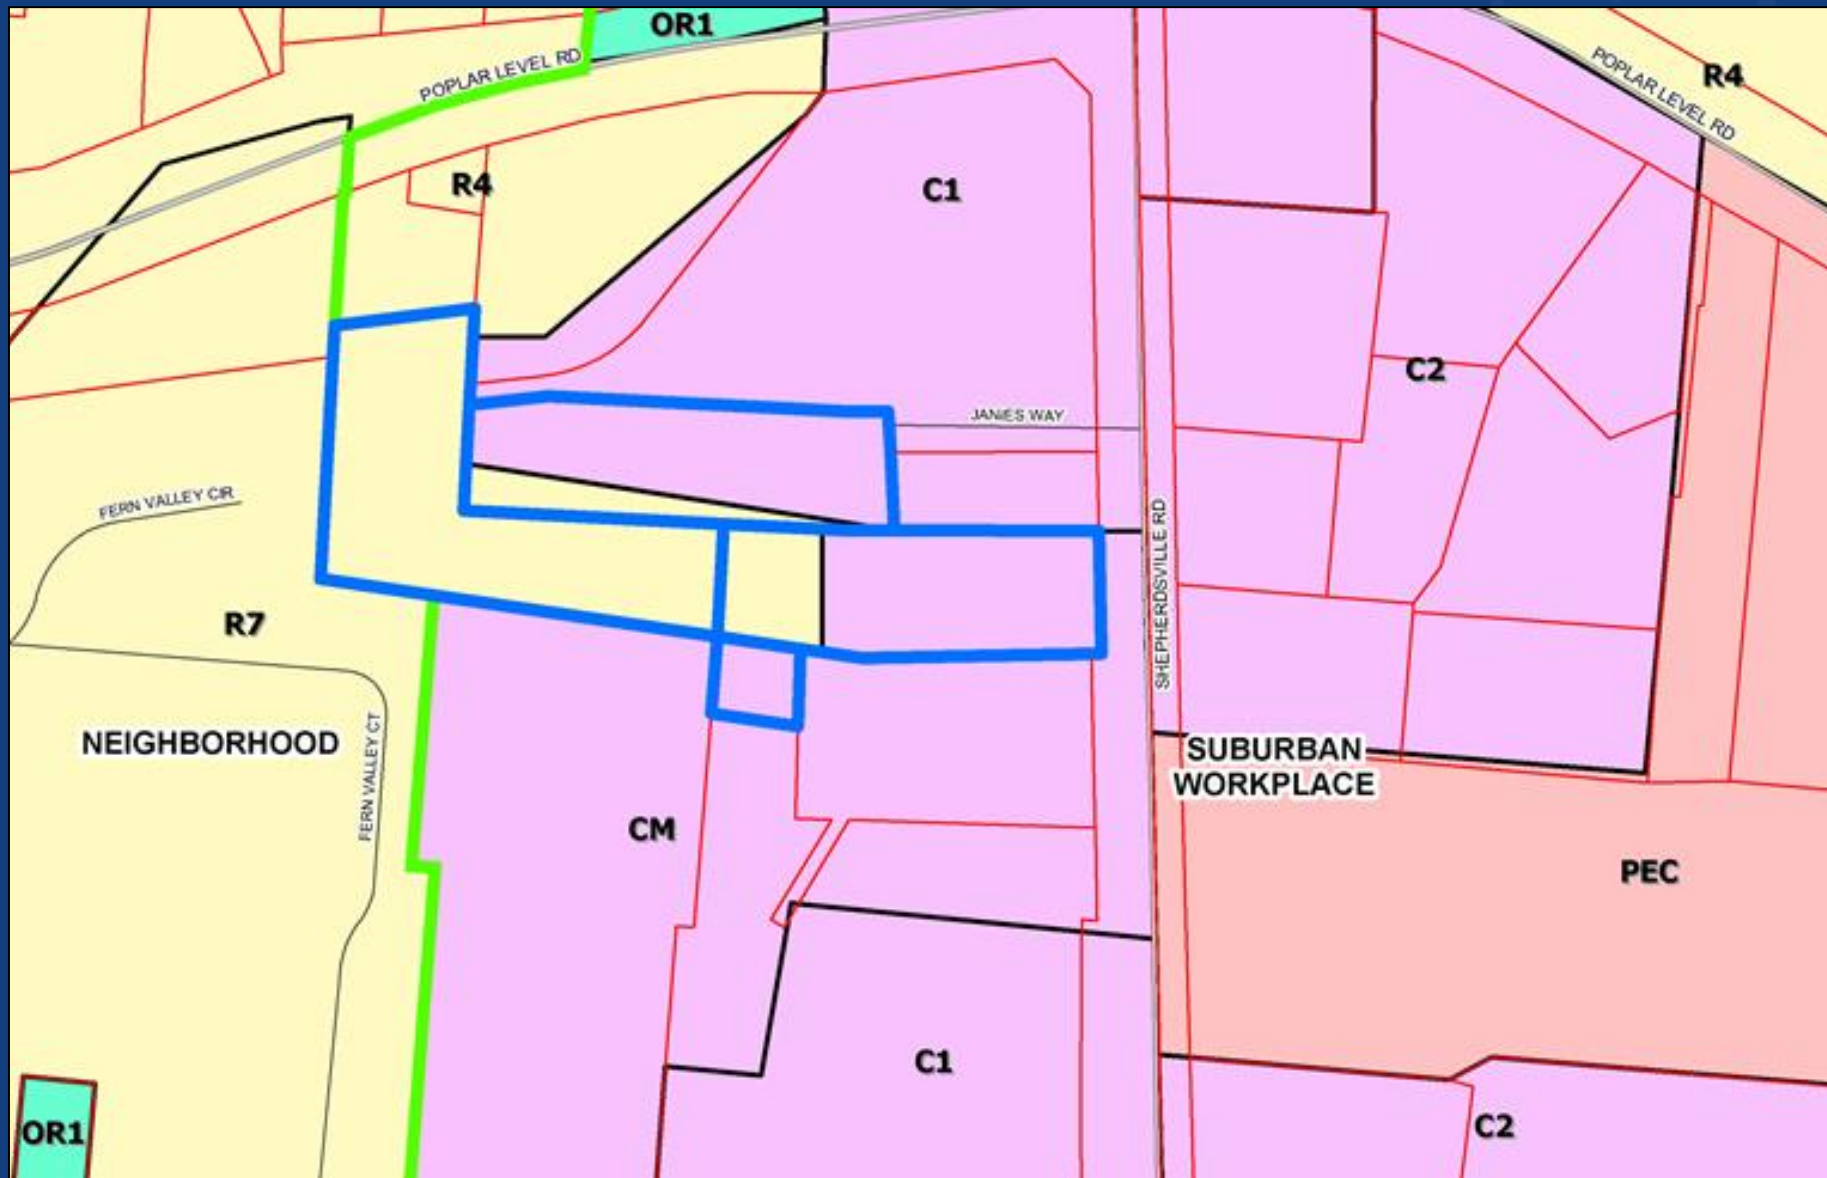 OR1
POPLAR LEVEL RD
POPLAR LEVEL RD
R4
R4
C1
C2
JANIES WAY
FERN VALLEY CIR
SHEPHERDSVILLE RD
R7
NEIGHBORHOOD
FERN VALLEY CT
SUBURBAN
WORKPLACE
CM
PEC
C1
OR1
C2